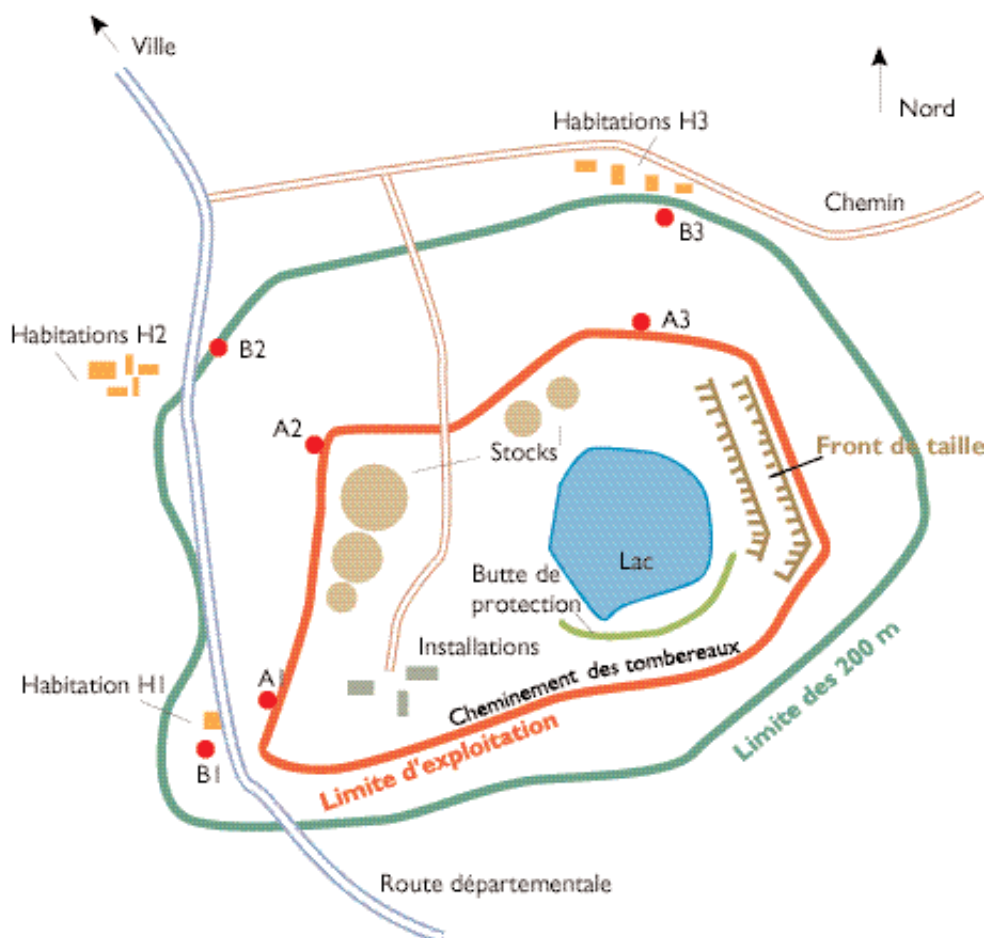 Ville
Nord
Habitations H3
Chemin
B3
Habitations H2
B2
A3
A2
Stocks
Front de taille
Lac
Butte de
protection
Installations
Cheminement des tombereaux
Habitation H1
A1
B1
Limite d'exploitation
Limite des 200 m
Route départementale